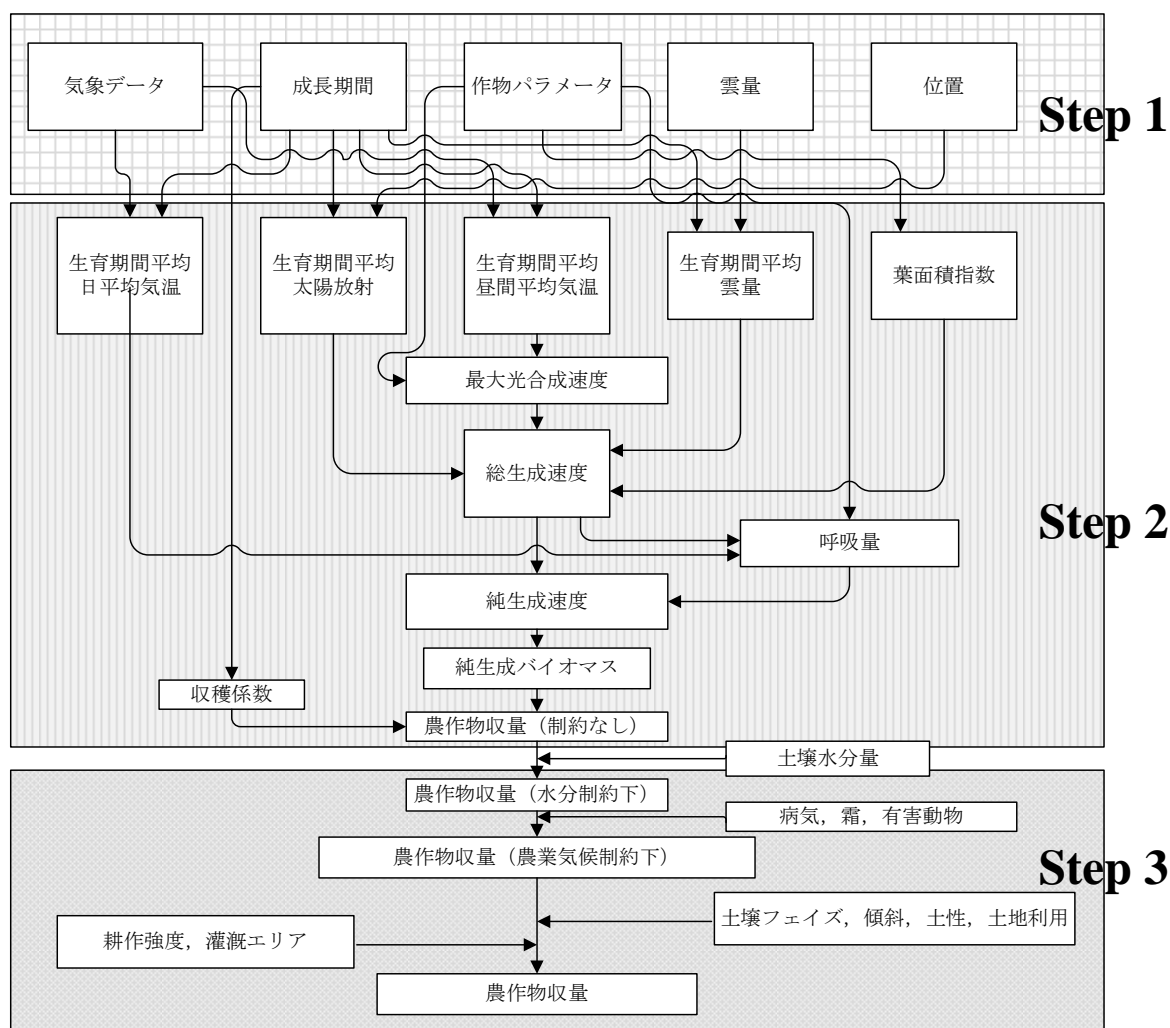 気象データ
成長期間
作物パラメータ
雲量
位置
Step 1
生育期間平均
日平均気温
生育期間平均
太陽放射
生育期間平均
昼間平均気温
生育期間平均
雲量
葉面積指数
最大光合成速度
総生成速度
Step 2
呼吸量
純生成速度
純生成バイオマス
収穫係数
農作物収量（制約なし）
土壌水分量
農作物収量（水分制約下）
病気，霜，有害動物
農作物収量（農業気候制約下）
Step 3
土壌フェイズ，傾斜，土性，土地利用
耕作強度，灌漑エリア
農作物収量